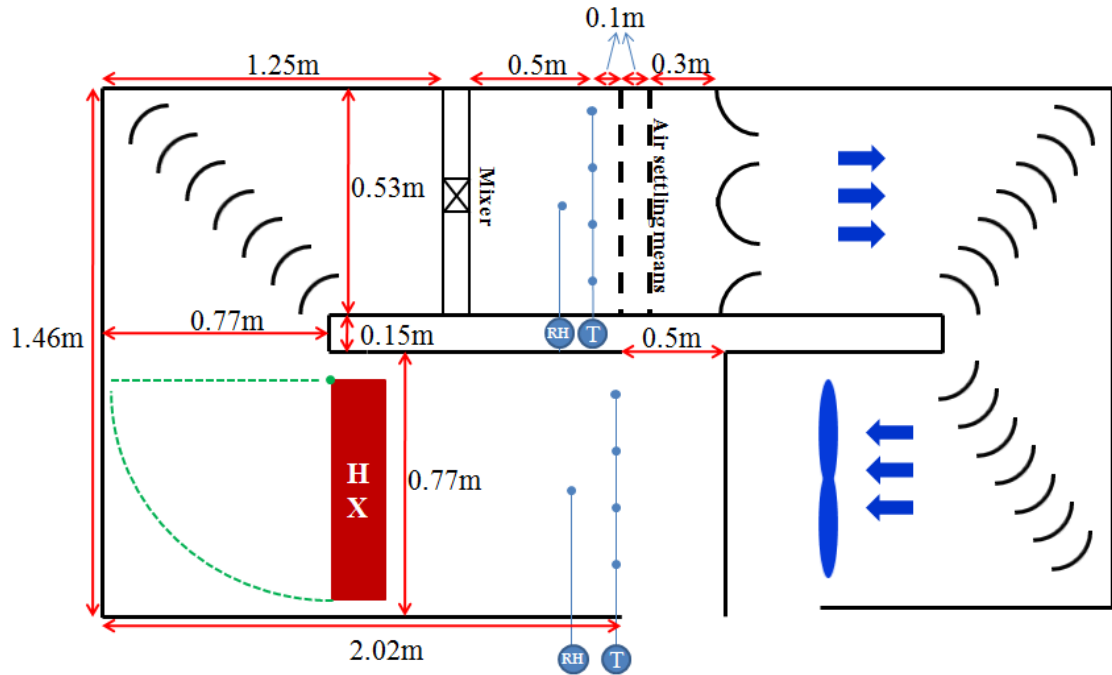 0.1m
1.25m
0.5m
0.3m
0.53m
Mixer
Air settling means
0.77m
RH
T
0.15m
0.5m
1.46m
H
X
0.77m
2.02m
RH
T